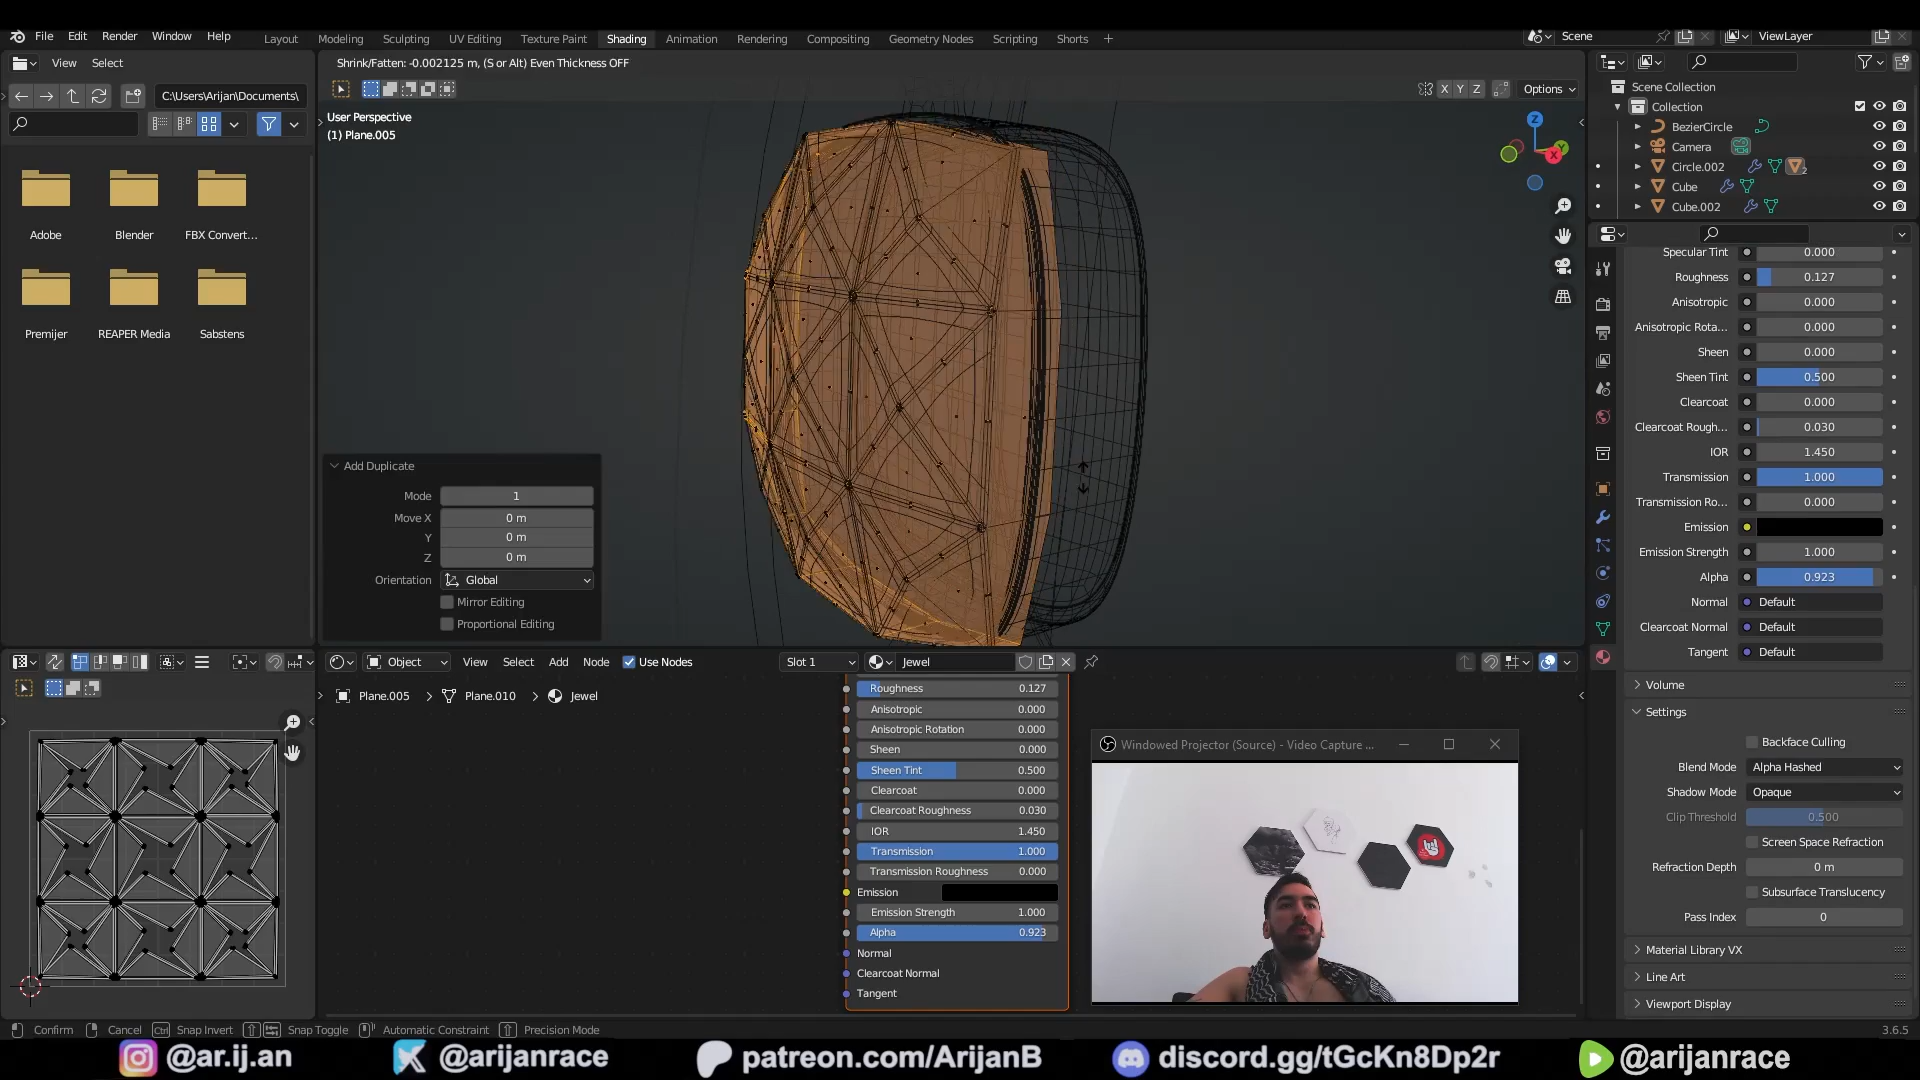 File Edit Render Window Help
Layout Modeling Sculpting UV Editing Texture Paint Shading Animation Rendering Compositing Geometry Nodes Scripting Shorts +
Scene
ViewLayer
View Select
C:\Users\Arijan\Documents\
Adobe
Blender
FBX Convert...
Premijer
REAPER Media
Sabstens
Shrink/Fatten: -0.002125 m, (S or Alt) Even Thickness OFF
X Y Z
Options
User Perspective
(1) Plane.005
Z
Y
X
Add Duplicate
Mode 1
Move X 0 m
Y 0 m
Z 0 m
Orientation Global
Mirror Editing
Proportional Editing
Scene Collection
Collection
BezierCircle
Camera
Circle.002
2
Cube
Cube.002
Specular Tint 0.000
Roughness 0.127
Anisotropic 0.000
Anisotropic Rota... 0.000
Sheen 0.000
Sheen Tint 0.500
Clearcoat 0.000
Clearcoat Rough... 0.030
IOR 1.450
Transmission 1.000
Transmission Ro... 0.000
Emission
Emission Strength 1.000
Alpha 0.923
Normal Default
Clearcoat Normal Default
Tangent Default
Volume
Settings
Backface Culling
Blend Mode Alpha Hashed
Shadow Mode Opaque
Clip Threshold 0.500
Screen Space Refraction
Refraction Depth 0 m
Subsurface Translucency
Pass Index 0
Material Library VX
Line Art
Viewport Display
Object View Select Add Node Use Nodes Slot 1 Jewel
Plane.005 > Plane.010 > Jewel
Roughness 0.127
Anisotropic 0.000
Anisotropic Rotation 0.000
Sheen 0.000
Sheen Tint 0.500
Clearcoat 0.000
Clearcoat Roughness 0.030
IOR 1.450
Transmission 1.000
Transmission Roughness 0.000
Emission
Emission Strength 1.000
Alpha 0.923
Normal
Clearcoat Normal
Tangent
Windowed Projector (Source) - Video Capture ...
Confirm Cancel Ctrl Snap Invert Snap Toggle Automatic Constraint Precision Mode
3.6.5
@ar.ij.an @arijanrace patreon.com/ArijanB discord.gg/tGcKn8Dp2r @arijanrace